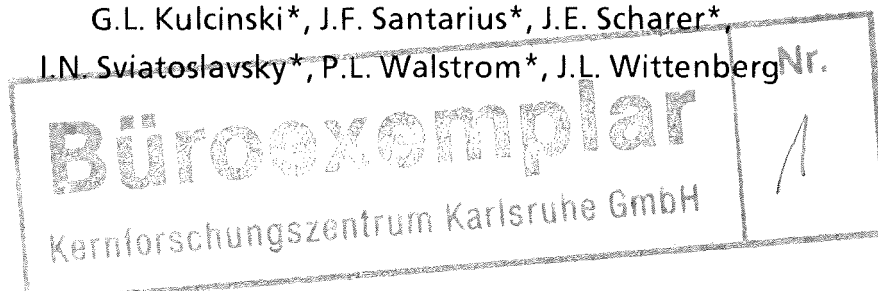 G.L. Kulcinski*, J.F. Santarius*, J.E. Scharer*,
I.N. Sviatoslavsky*, P.L. Walstrom*, J.L. Wittenberg
Büroexemplar
Kernforschungszentrum Karlsruhe GmbH
Nr.
1